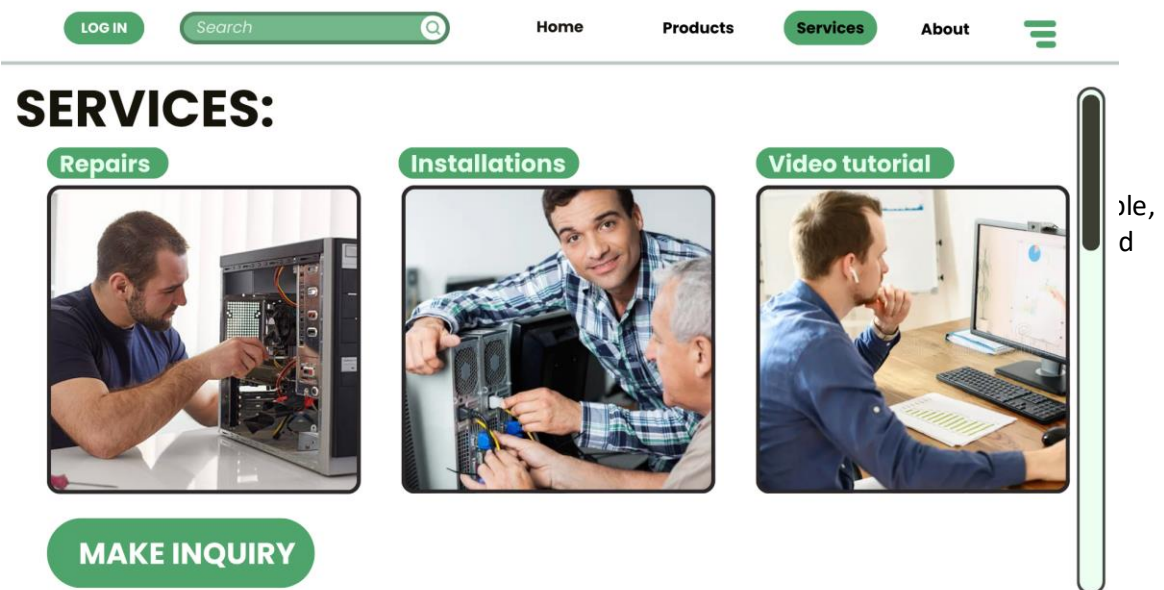 LOG IN
Search
Home
Products
Services
About
SERVICES:
Repairs
Installations
Video tutorial
d
MAKE INQUIRY